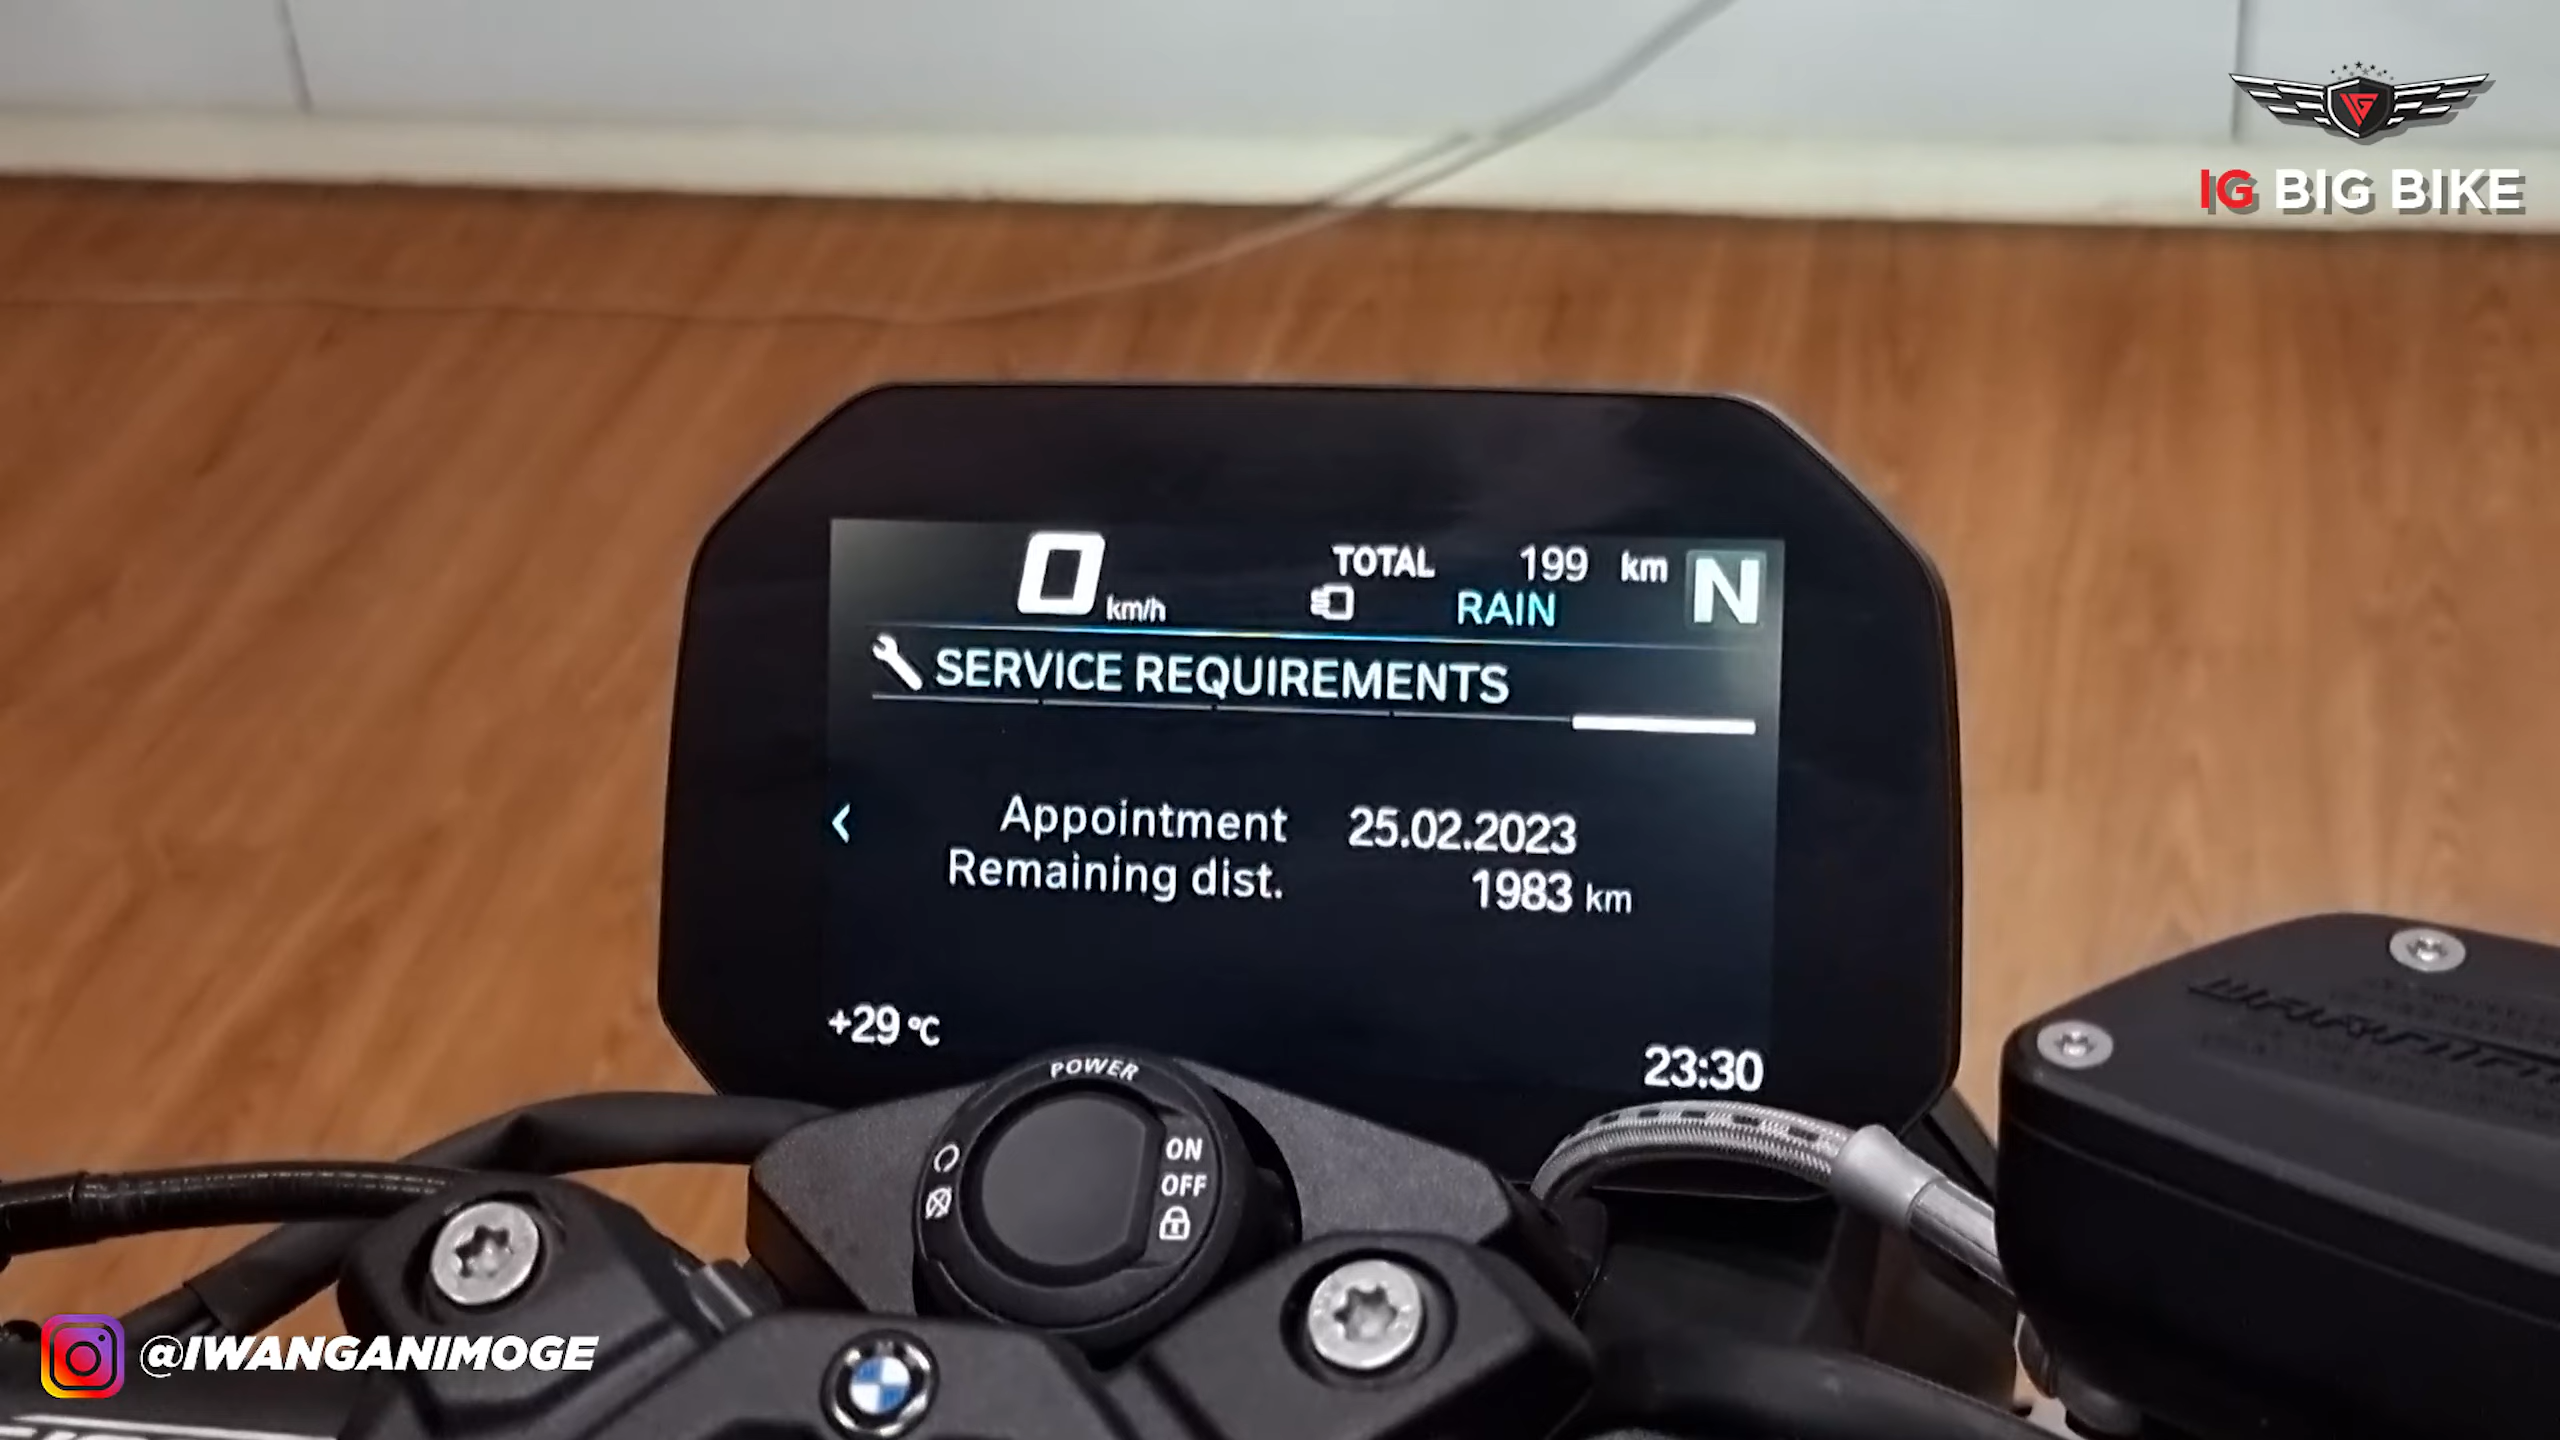 IG BIG BIKE
0 km/h
TOTAL 199 km
RAIN
N
SERVICE REQUIREMENTS
Appointment 25.02.2023
Remaining dist. 1983 km
+29 °C
23:30
POWER
ON
OFF
@IWANGANIMOGE